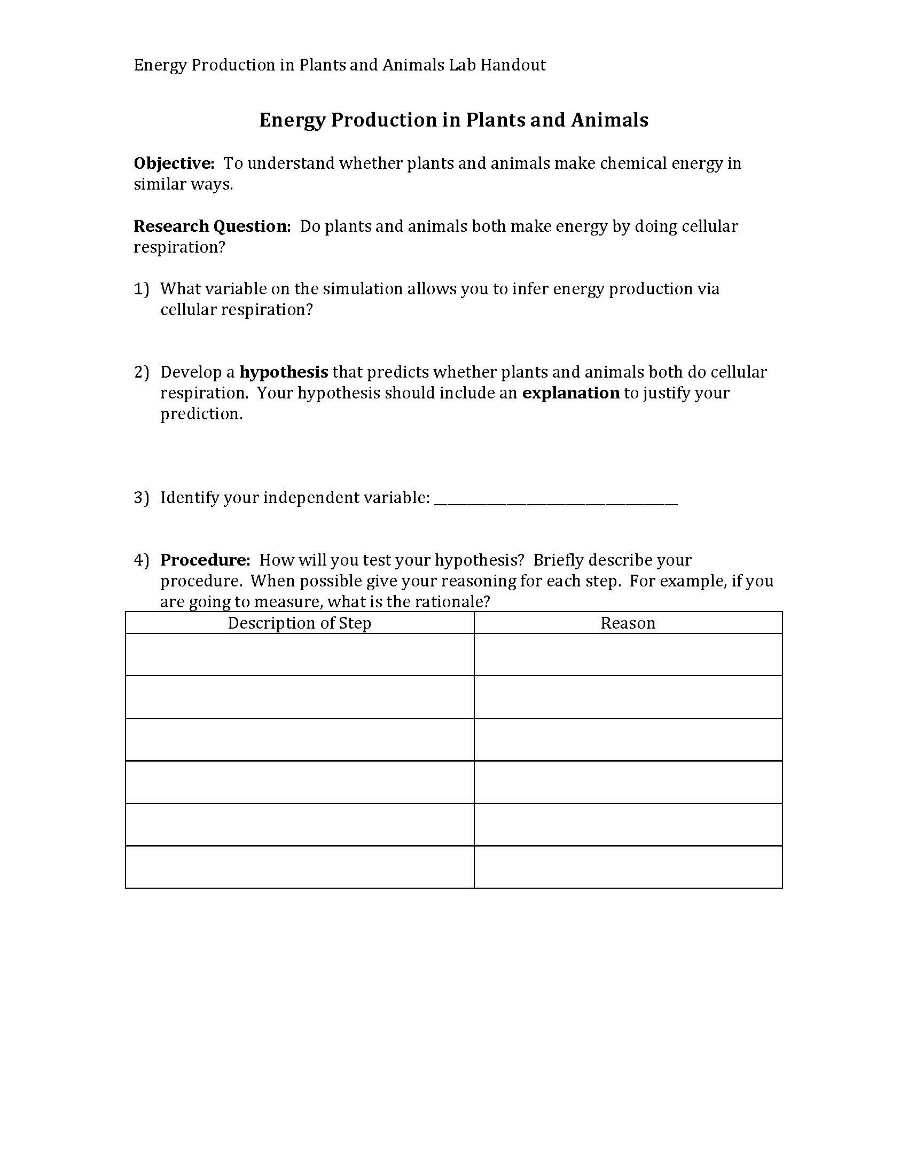 Energy Production in Plants and Animals Lab Handout
Energy Production in Plants and Animals
Objective:  To understand whether plants and animals make chemical energy in
similar ways.
Research Question:  Do plants and animals both make energy by doing cellular
respiration?
1) What variable on the simulation allows you to infer energy production via
cellular respiration?
2) Develop a hypothesis that predicts whether plants and animals both do cellular
respiration.  Your hypothesis should include an explanation to justify your
prediction.
3) Identify your independent variable: ______________________________
4) Procedure:  How will you test your hypothesis?  Briefly describe your
procedure.  When possible give your reasoning for each step.  For example, if you
are going to measure, what is the rationale?
Description of Step Reason